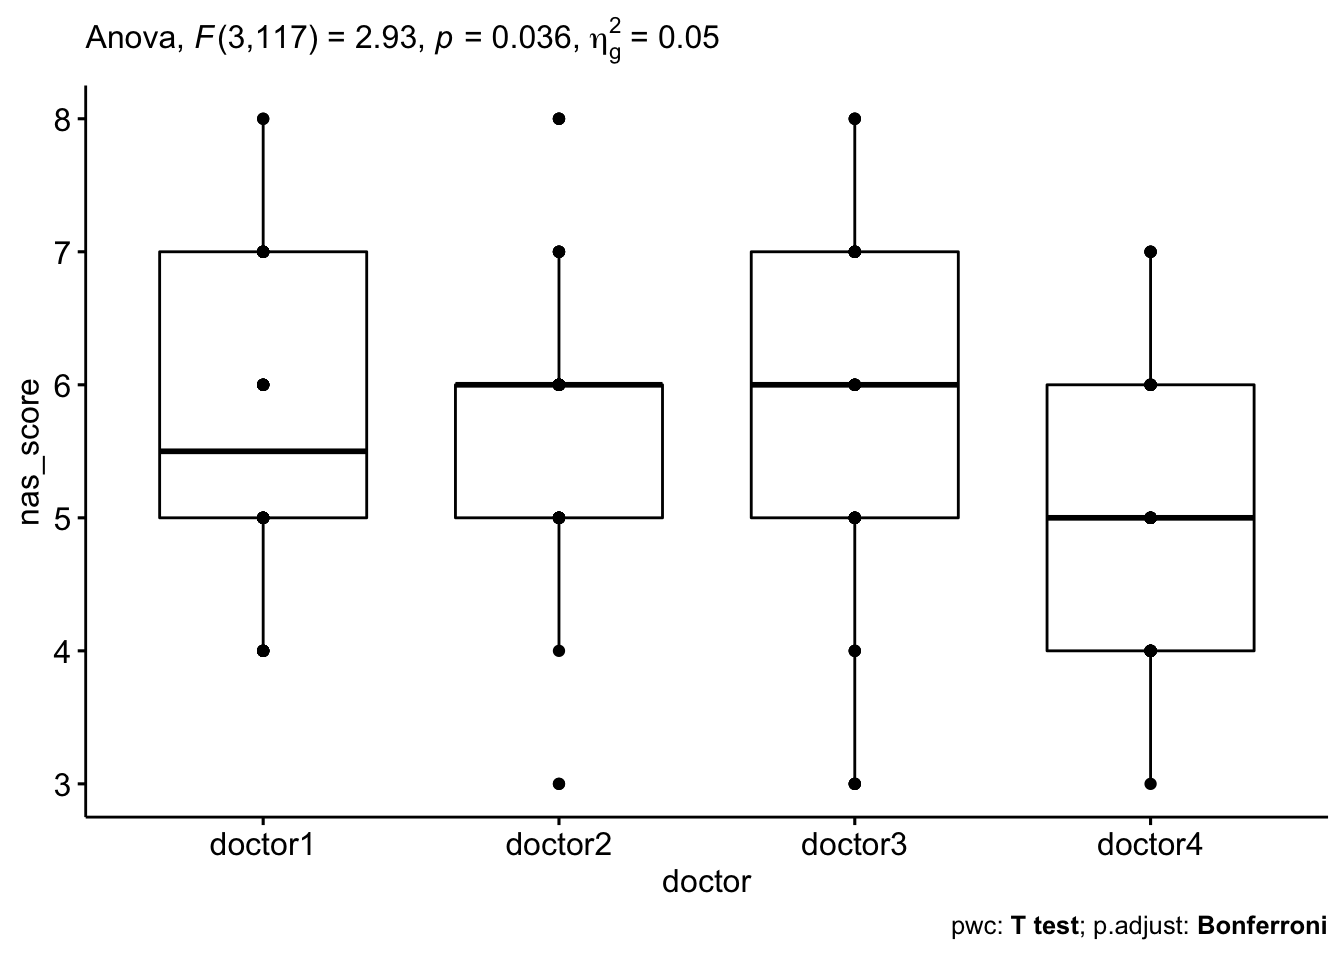 Anova, F(3,117) = 2.93, p = 0.036, η²g = 0.05
8
7
6
5
4
3
nas_score
doctor1 doctor2 doctor3 doctor4
doctor
pwc: T test; p.adjust: Bonferroni